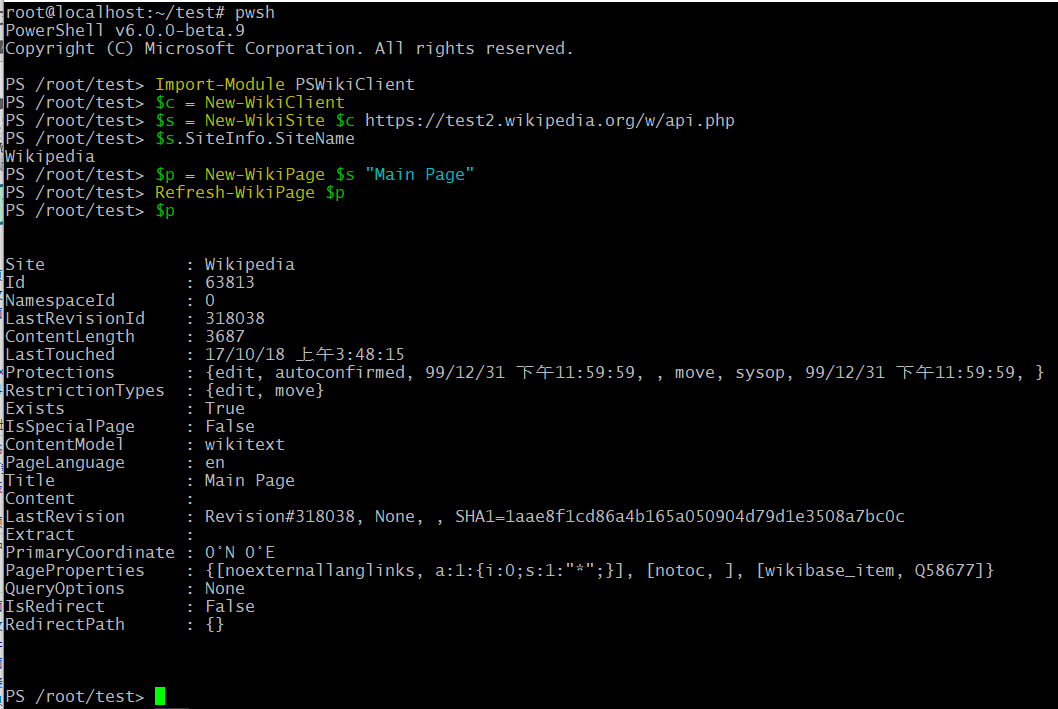 root@localhost:~/test# pwsh
PowerShell v6.0.0-beta.9
Copyright (C) Microsoft Corporation. All rights reserved.
PS /root/test> Import-Module PSWikiClient
PS /root/test> $c = New-WikiClient
PS /root/test> $s = New-WikiSite $c https://test2.wikipedia.org/w/api.php
PS /root/test> $s.SiteInfo.SiteName
Wikipedia
PS /root/test> $p = New-WikiPage $s "Main Page"
PS /root/test> Refresh-WikiPage $p
PS /root/test> $p
Site : Wikipedia
Id : 63813
NamespaceId : 0
LastRevisionId : 318038
ContentLength : 3687
LastTouched : 17/10/18 上午3:48:15
Protections : {edit, autoconfirmed, 99/12/31 下午11:59:59, , move, sysop, 99/12/31 下午11:59:59, }
RestrictionTypes : {edit, move}
Exists : True
IsSpecialPage : False
ContentModel : wikitext
PageLanguage : en
Title : Main Page
Content :
LastRevision : Revision#318038, None, , SHA1=1aae8f1cd86a4b165a050904d79d1e3508a7bc0c
Extract :
PrimaryCoordinate : 0°N 0°E
PageProperties : {[noexternallanglinks, a:1:{i:0;s:1:"*";}], [notoc, ], [wikibase_item, Q58677]}
QueryOptions : None
IsRedirect : False
RedirectPath : {}
PS /root/test>